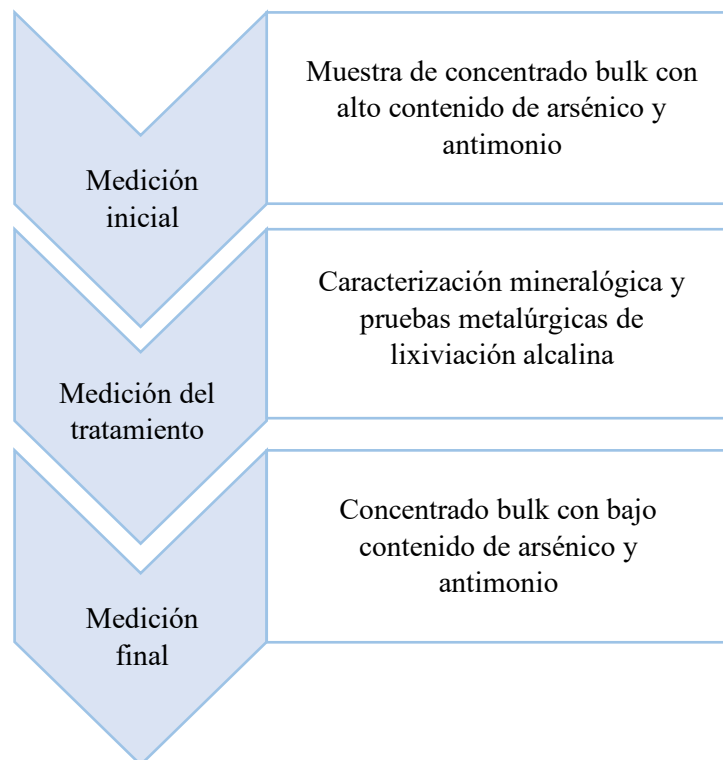 Medición
inicial
Muestra de concentrado bulk con
alto contenido de arsénico y
antimonio
Medición del
tratamiento
Caracterización mineralógica y
pruebas metalúrgicas de
lixiviación alcalina
Medición
final
Concentrado bulk con bajo
contenido de arsénico y
antimonio